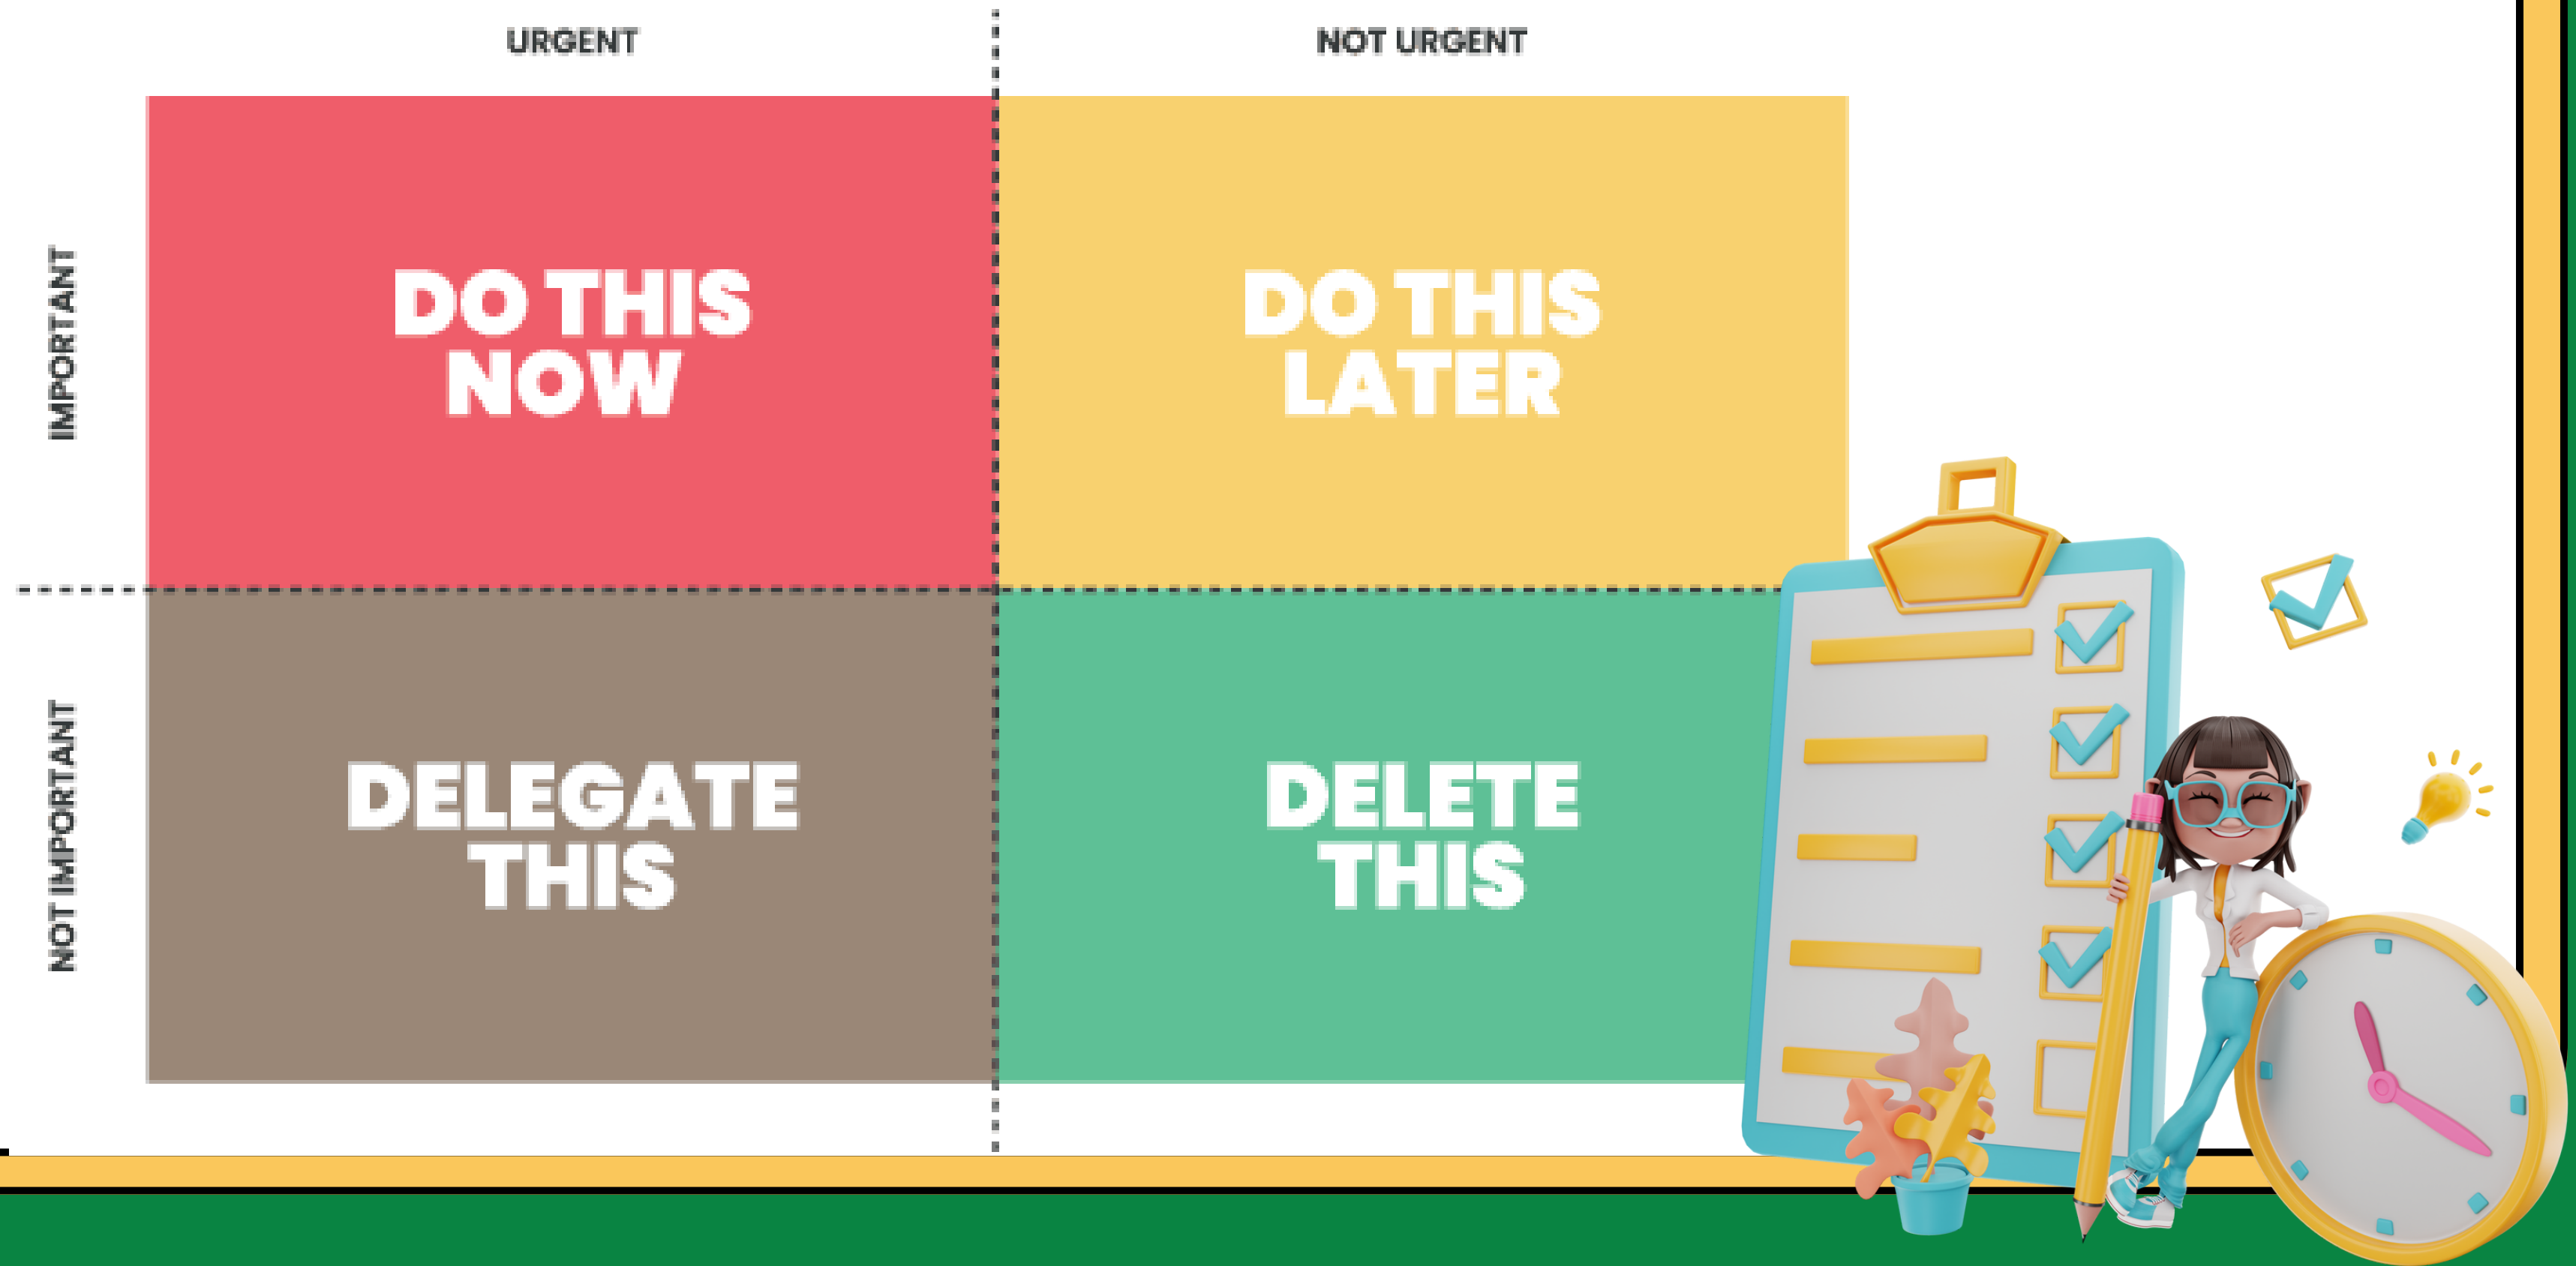 URGENT
NOT URGENT
IMPORTANT
DO THIS
NOW
DO THIS
LATER
NOT IMPORTANT
DELEGATE
THIS
DELETE
THIS